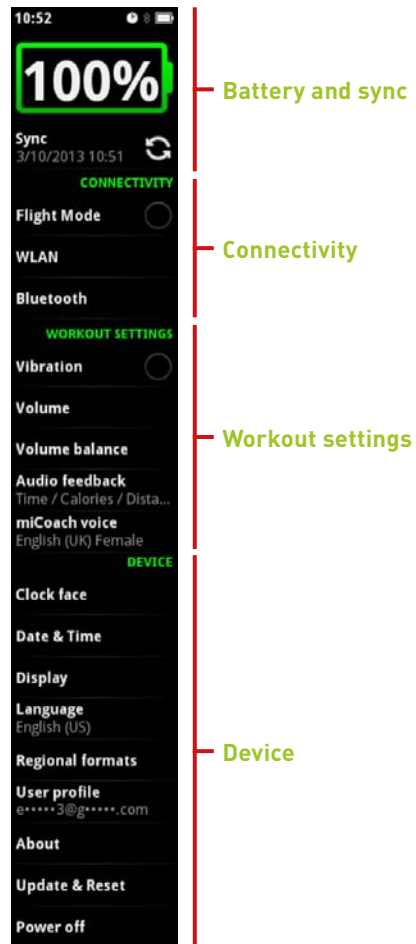 10:52
100%
Battery and sync
Sync
3/10/2013 10:51
CONNECTIVITY
Flight Mode
WLAN
Connectivity
Bluetooth
WORKOUT SETTINGS
Vibration
Volume
Workout settings
Volume balance
Audio feedback
Time / Calories / Dista...
miCoach voice
English (UK) Female
DEVICE
Clock face
Date & Time
Display
Language
English (US)
Regional formats
Device
User profile
e•••••3@g•••••.com
About
Update & Reset
Power off